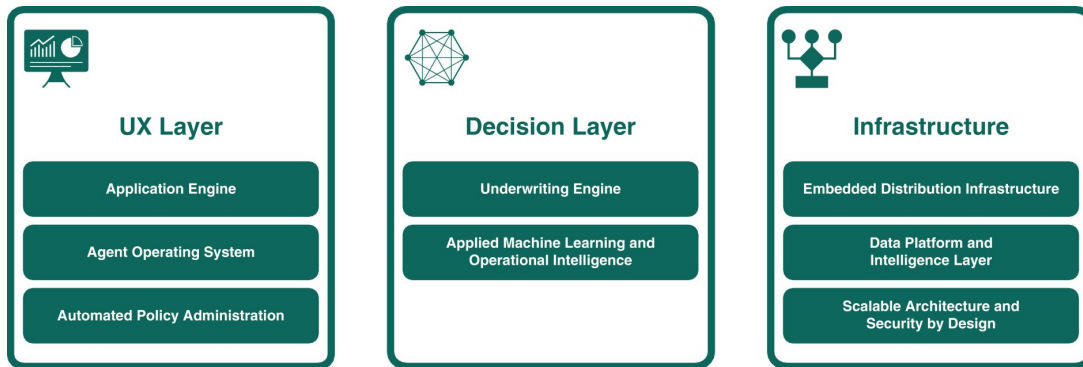 UX Layer
Application Engine
Agent Operating System
Automated Policy Administration
Decision Layer
Underwriting Engine
Applied Machine Learning and
Operational Intelligence
Infrastructure
Embedded Distribution Infrastructure
Data Platform and
Intelligence Layer
Scalable Architecture and
Security by Design